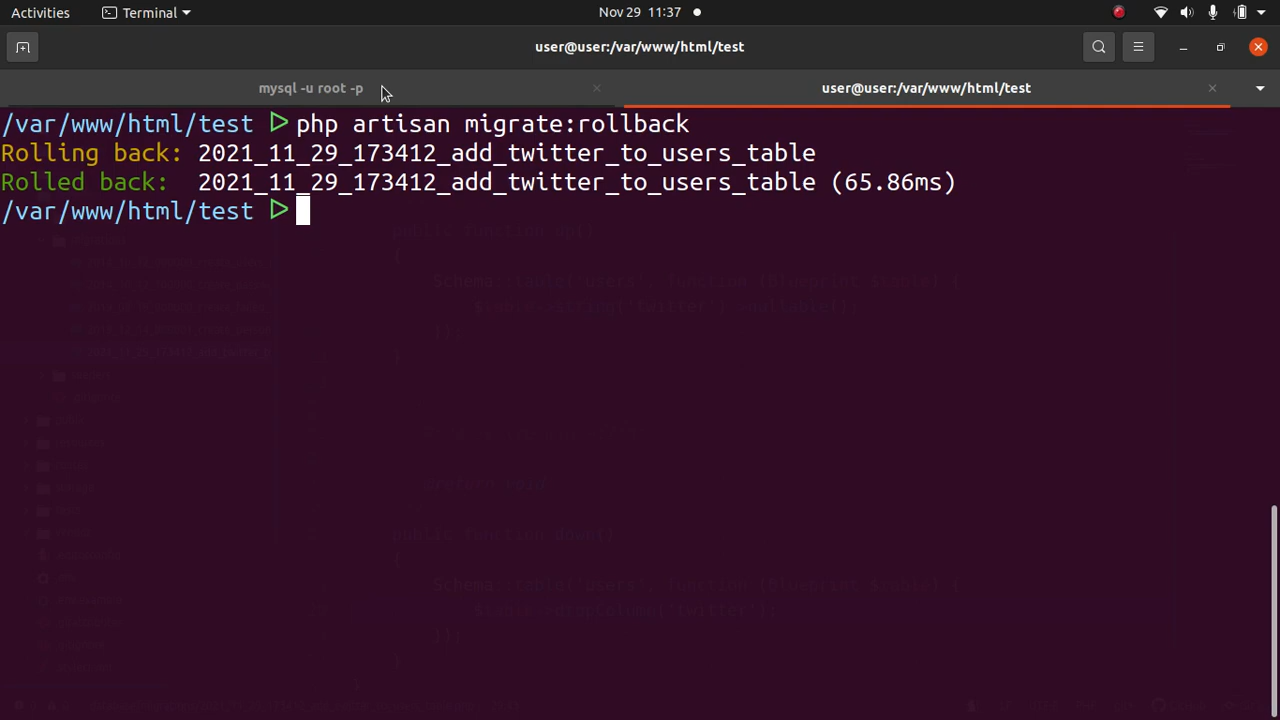 Activities
Terminal
Nov 29 11:37
user@user:/var/www/html/test
mysql -u root -p
user@user:/var/www/html/test
/var/www/html/test ▷ php artisan migrate:rollback
Rolling back: 2021_11_29_173412_add_twitter_to_users_table
Rolled back:  2021_11_29_173412_add_twitter_to_users_table (65.86ms)
/var/www/html/test ▷